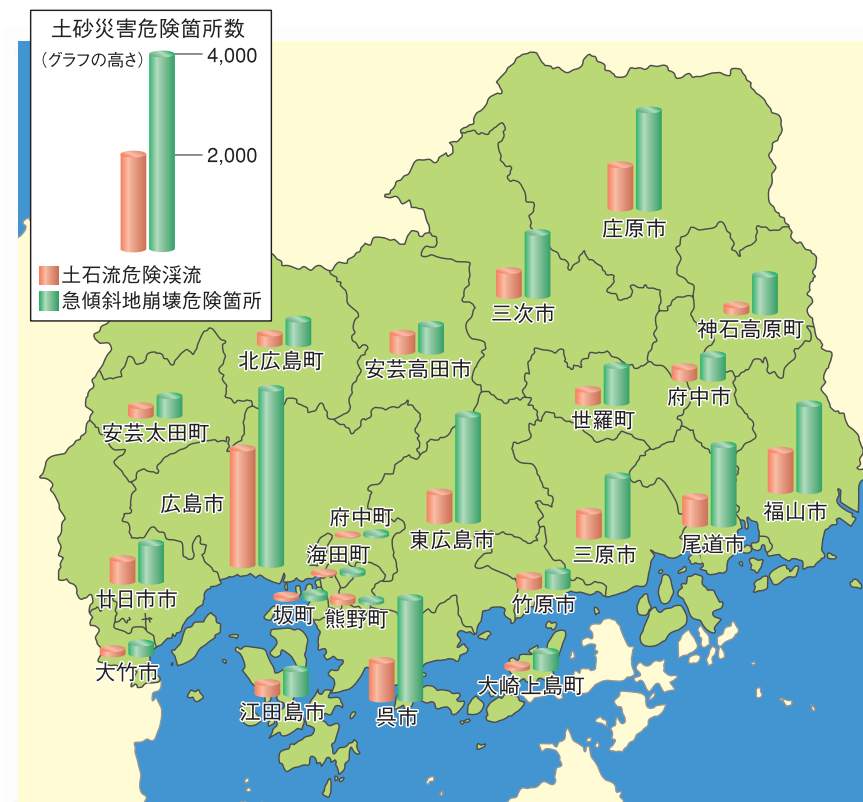 土砂災害危険箇所数
（グラフの高さ）
4,000
2,000
土石流危険渓流
急傾斜地崩壊危険箇所
庄原市
三次市
神石高原町
北広島町
安芸高田市
府中市
世羅町
安芸太田町
広島市
福山市
府中町
東広島市
尾道市
三原市
海田町
廿日市市
竹原市
坂町
熊野町
大竹市
大崎上島町
江田島市
呉市